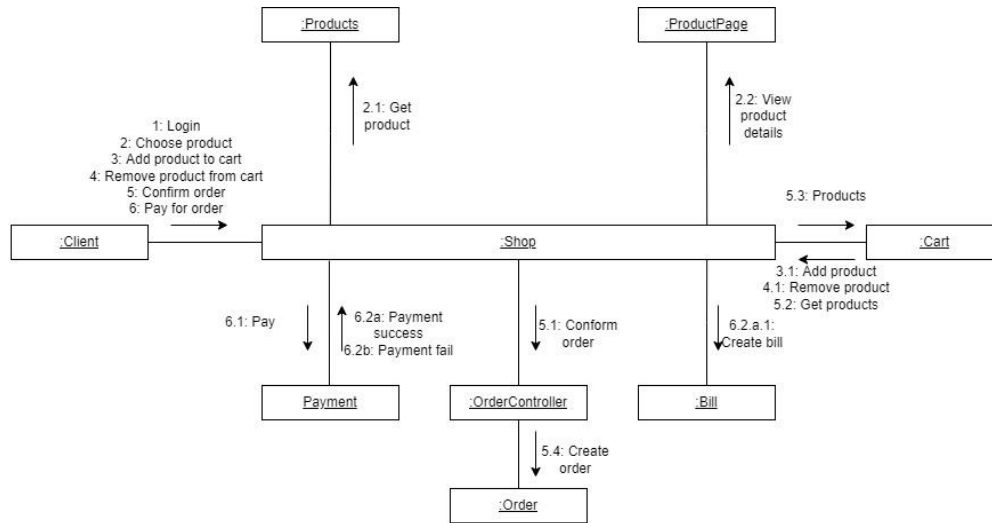 :Products
:ProductPage
2.1: Get
product
2.2: View
product
details
1: Login
2: Choose product
3: Add product to cart
4: Remove product from cart
5: Confirm order
6: Pay for order
5.3: Products
:Client
:Shop
:Cart
3.1: Add product
4.1: Remove product
5.2: Get products
6.1: Pay
6.2a: Payment
success
6.2b: Payment fail
5.1: Conform
order
6.2.a.1:
Create bill
Payment
:OrderController
:Bill
5.4: Create
order
:Order